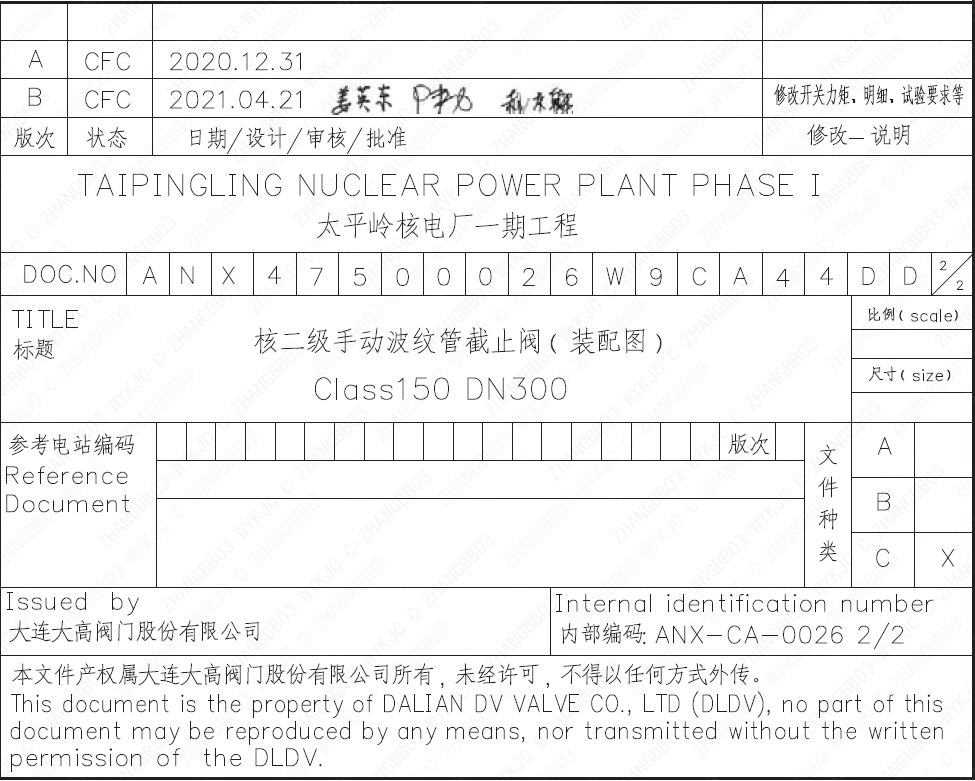 A CFC 2020.12.31
B CFC 2021.04.21 姜英东 修改开关力矩、明细、试验要求等
版次 状态 日期/设计/审核/批准 修改—说明
TAIPINGLING NUCLEAR POWER PLANT PHASE I
太平岭核电厂一期工程
DOC.NO A N X 4 7 5 0 0 0 2 6 W 9 C A 4 4 D D 2/2
TITLE
标题
核二级手动波纹管截止阀(装配图)
Class150 DN300
比例(scale)
尺寸(size)
参考电站编码
Reference
Document
版次
文件种类
A
B
C X
Issued by
大连大高阀门股份有限公司
Internal identification number
内部编码: ANX-CA-0026 2/2
本文件产权属大连大高阀门股份有限公司所有,未经许可,不得以任何方式外传。
This document is the property of DALIAN DV VALVE CO., LTD (DLDV), no part of this
document may be reproduced by any means, nor transmitted without the written
permission of the DLDV.